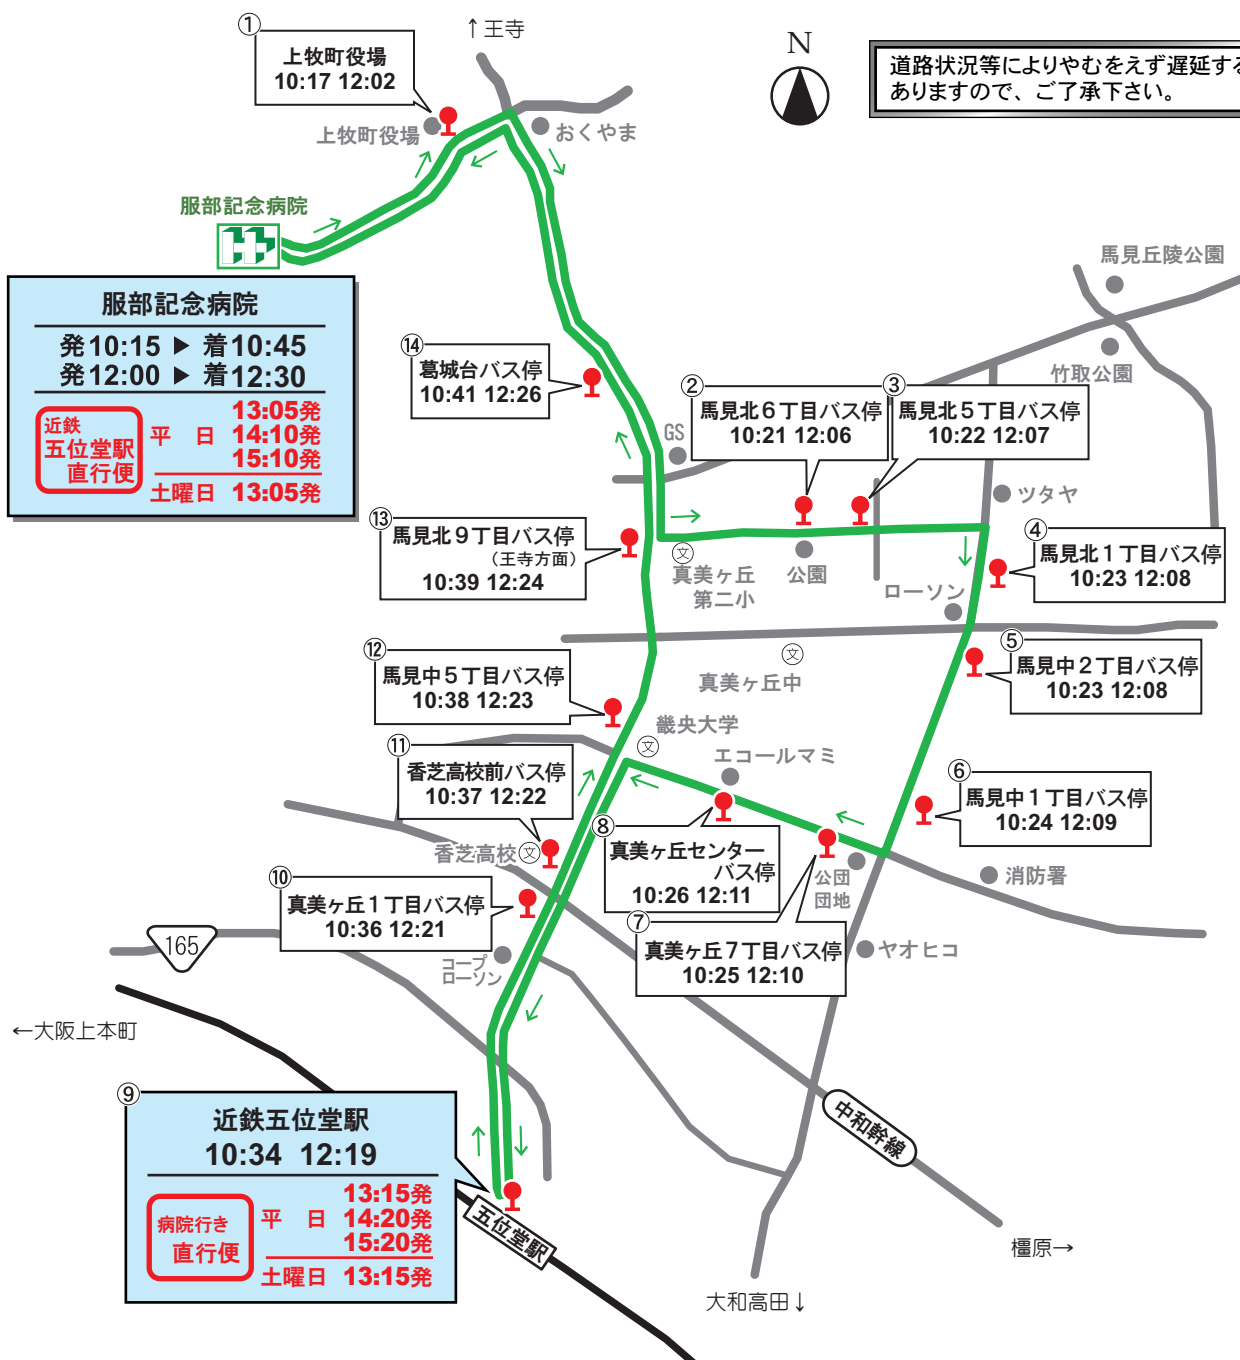 ①
上牧町役場
10:17 12:02
↑王寺
N
道路状況等によりやむをえず遅延する
ありますので、ご了承下さい。
上牧町役場
おくやま
服部記念病院
馬見丘陵公園
服部記念病院
発10:15 ▶ 着10:45
発12:00 ▶ 着12:30
近鉄
五位堂駅
直行便
平 日
13:05発
14:10発
15:10発
土曜日 13:05発
⑭
葛城台バス停
10:41 12:26
②
馬見北6丁目バス停
10:21 12:06
③
馬見北5丁目バス停
10:22 12:07
竹取公園
GS
ツタヤ
⑬
馬見北9丁目バス停
(王寺方面)
10:39 12:24
④
馬見北1丁目バス停
10:23 12:08
文
真美ヶ丘
第二小
公園
ローソン
⑤
馬見中2丁目バス停
10:23 12:08
⑫
馬見中5丁目バス停
10:38 12:23
文
真美ヶ丘中
畿央大学
文
エコールマミ
⑪
香芝高校前バス停
10:37 12:22
⑥
馬見中1丁目バス停
10:24 12:09
⑧
真美ヶ丘センター
バス停
10:26 12:11
香芝高校
文
公団
団地
消防署
⑩
真美ヶ丘1丁目バス停
10:36 12:21
⑦
真美ヶ丘7丁目バス停
10:25 12:10
165
コープ
ローソン
ヤオヒコ
←大阪上本町
⑨
近鉄五位堂駅
10:34 12:19
病院行き
直行便
平 日
13:15発
14:20発
15:20発
土曜日 13:15発
中和幹線
五位堂駅
橿原→
大和高田↓